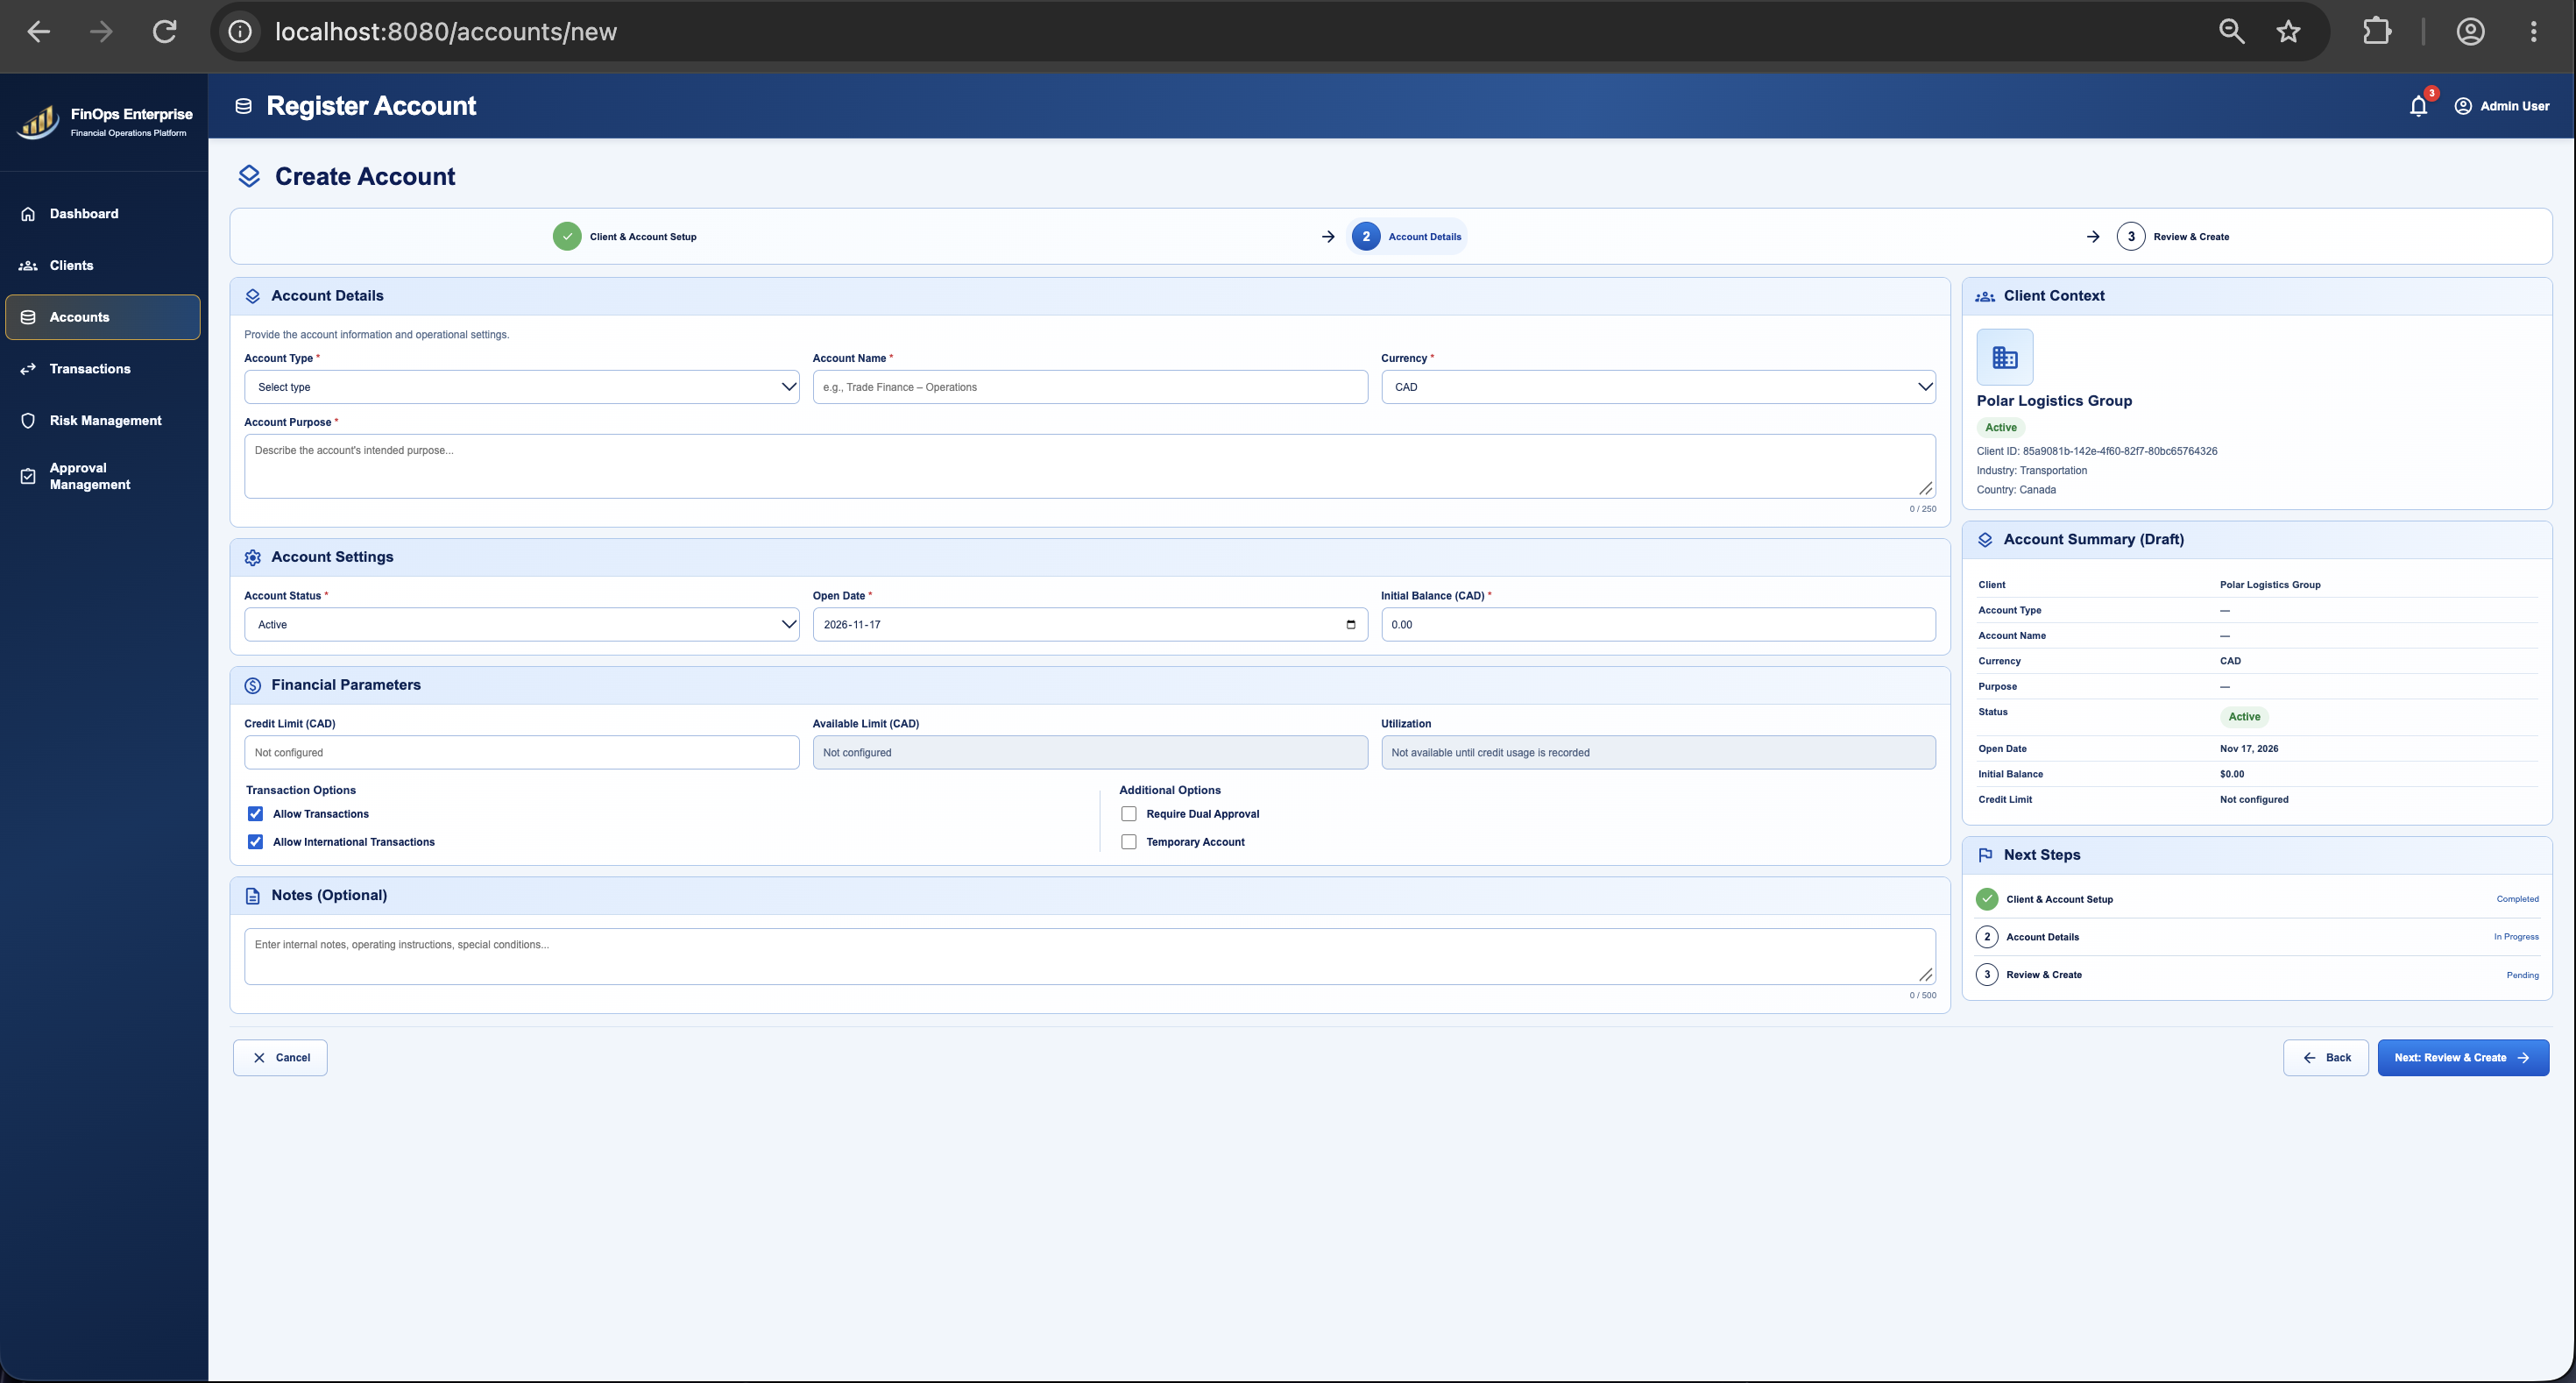 localhost:8080/accounts/new
FinOps Enterprise
Financial Operations Platform
Dashboard
Clients
Accounts
Transactions
Risk Management
Approval
Management
Register Account
3
Admin User
Create Account
Client & Account Setup
2
Account Details
3
Review & Create
Account Details
Provide the account information and operational settings.
Account Type *
Account Name *
Currency *
Select type
e.g., Trade Finance – Operations
CAD
Account Purpose *
Describe the account's intended purpose...
0 / 250
Account Settings
Account Status *
Open Date *
Initial Balance (CAD) *
Active
2026-11-17
0.00
Financial Parameters
Credit Limit (CAD)
Available Limit (CAD)
Utilization
Not configured
Not configured
Not available until credit usage is recorded
Transaction Options
Allow Transactions
Allow International Transactions
Additional Options
Require Dual Approval
Temporary Account
Notes (Optional)
Enter internal notes, operating instructions, special conditions...
0 / 500
Client Context
Polar Logistics Group
Active
Client ID: 85a9081b-142e-4f60-82f7-80bc65764326
Industry: Transportation
Country: Canada
Account Summary (Draft)
Client Polar Logistics Group
Account Type —
Account Name —
Currency CAD
Purpose —
Status Active
Open Date Nov 17, 2026
Initial Balance $0.00
Credit Limit Not configured
Next Steps
Client & Account Setup Completed
2 Account Details In Progress
3 Review & Create Pending
Cancel
Back
Next: Review & Create